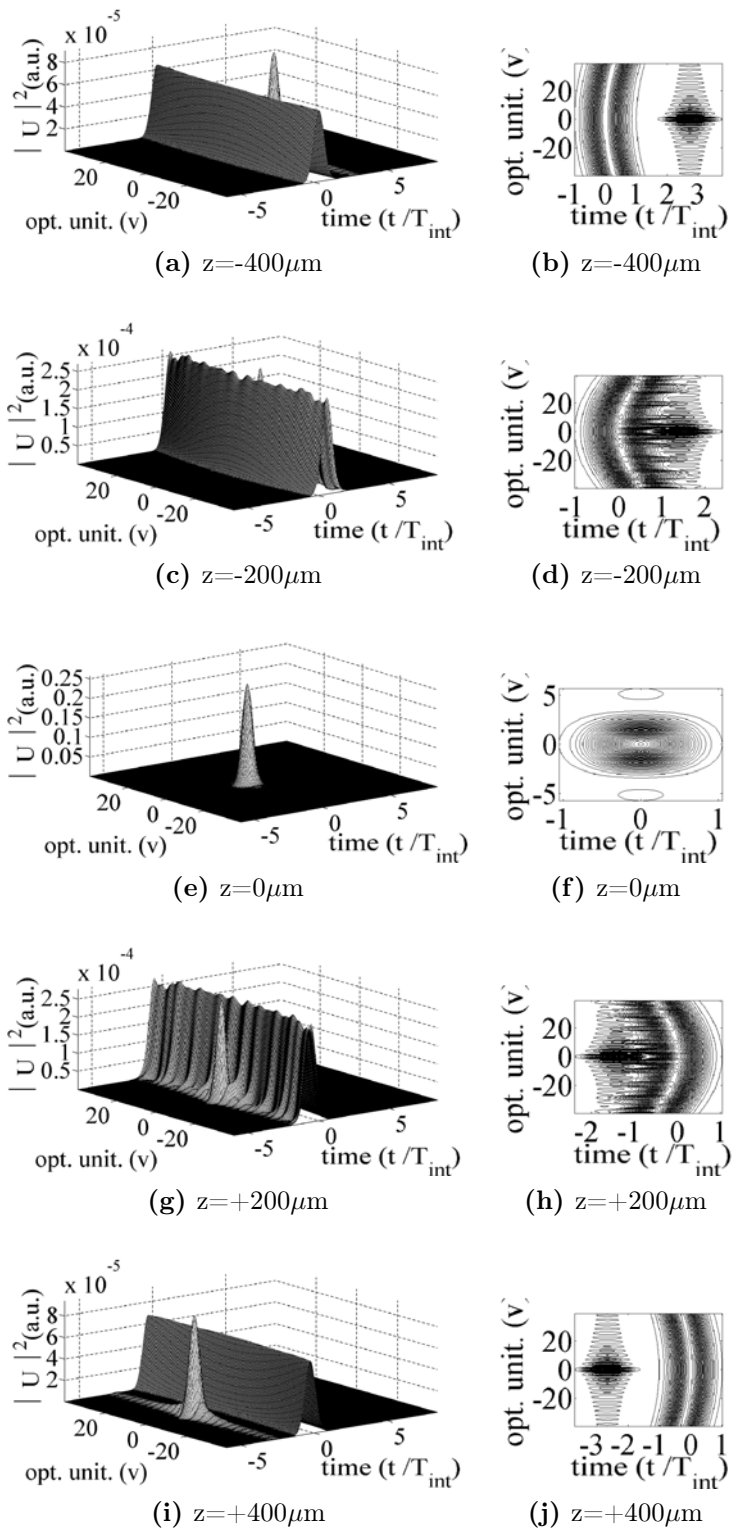 x 10^-5
8
6
4
2
| U |^2(a.u.)
20
0
-20
opt. unit. (v)
-5
0
5
time (t /T_int)
(a) z=-400μm
opt. unit. (v)
20
0
-20
-1 0 1 2 3
time (t /T_int)
(b) z=-400μm
x 10^-4
2.5
2
1.5
1
0.5
| U |^2(a.u.)
20
0
-20
opt. unit. (v)
-5
0
5
time (t /T_int)
(c) z=-200μm
opt. unit. (v)
20
0
-20
-1 0 1 2
time (t /T_int)
(d) z=-200μm
0.25
0.2
0.15
0.1
0.05
| U |^2(a.u.)
20
0
-20
opt. unit. (v)
-5
0
5
time (t /T_int)
(e) z=0μm
opt. unit. (v)
5
0
-5
-1 0 1
time (t /T_int)
(f) z=0μm
x 10^-4
2.5
2
1.5
1
0.5
| U |^2(a.u.)
20
0
-20
opt. unit. (v)
-5
0
5
time (t /T_int)
(g) z=+200μm
opt. unit. (v)
20
0
-20
-2 -1 0 1
time (t /T_int)
(h) z=+200μm
x 10^-5
8
6
4
2
| U |^2(a.u.)
20
0
-20
opt. unit. (v)
-5
0
5
time (t /T_int)
(i) z=+400μm
opt. unit. (v)
20
0
-20
-3 -2 -1 0 1
time (t /T_int)
(j) z=+400μm